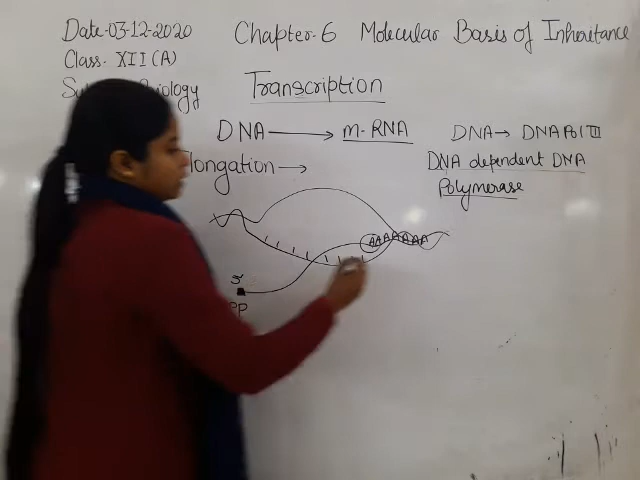 Date-03-12-2020
Chapter-6 Molecular Basis of Inheritance
Class- XII (A)
Transcription
DNA → m-RNA
DNA → DNA Pol III
longation →
DNA dependent DNA
Polymerase
AAAAAAA
5'
PP